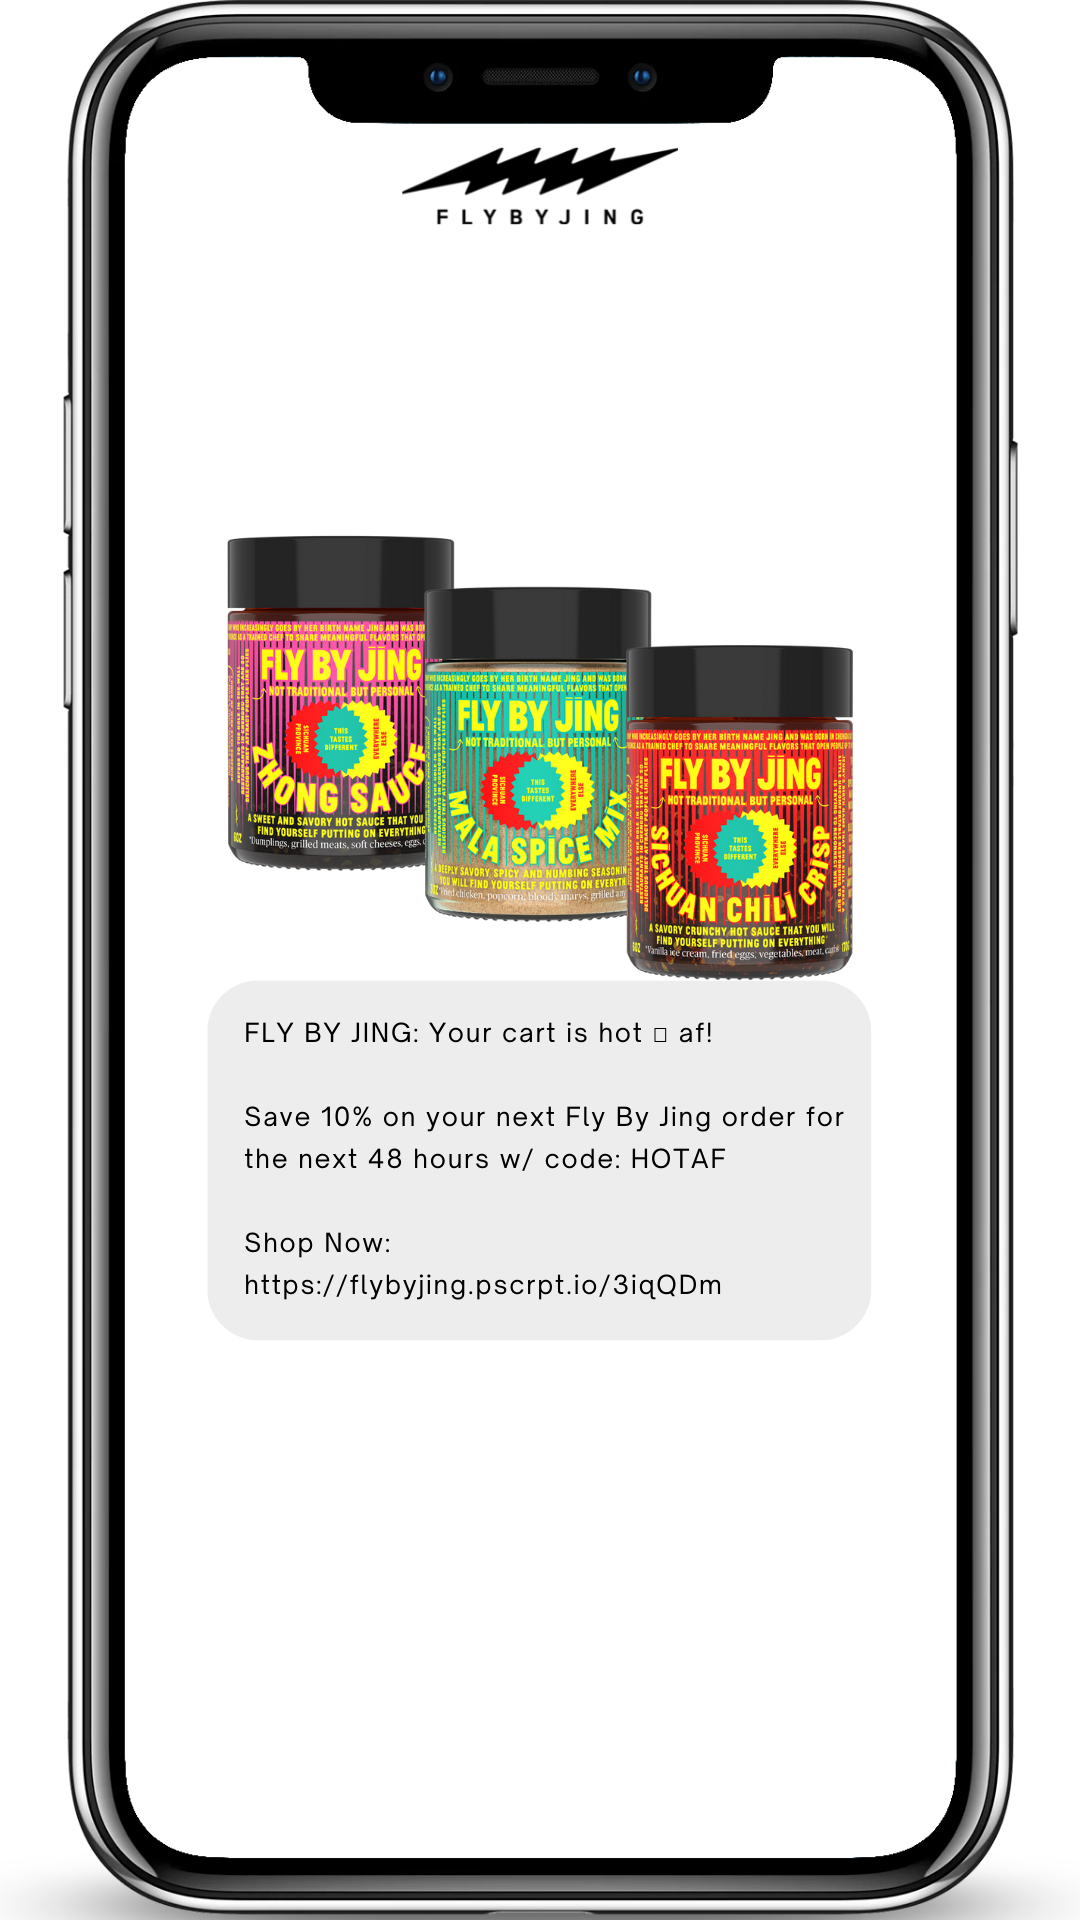 FLYBYJING
FLY BY JING
NOT TRADITIONAL BUT PERSONAL
SICHUAN PROVINCE
THIS TASTES DIFFERENT
EVERYWHERE ELSE
ZHONG SAUCE
A SWEET AND SAVORY HOT SAUCE THAT YOU
FIND YOURSELF PUTTING ON EVERYTHING
*Dumplings, grilled meats, soft cheeses, eggs,
6OZ
FLY BY JING
NOT TRADITIONAL BUT PERSONAL
SICHUAN PROVINCE
THIS TASTES DIFFERENT
EVERYWHERE ELSE
MALA SPICE MIX
A DEEPLY SAVORY SPICY AND NUMBING
YOU WILL FIND YOURSELF PUTTING ON
fried chicken, popcorn, bloody marys, grilled
FLY BY JING
NOT TRADITIONAL BUT PERSONAL
SICHUAN PROVINCE
THIS TASTES DIFFERENT
EVERYWHERE ELSE
SICHUAN CHILI CRISP
A SAVORY CRUNCHY HOT SAUCE THAT YOU WILL
FIND YOURSELF PUTTING ON EVERYTHING*
*Vanilla ice cream, fried eggs, vegetables, meat,
6OZ
FLY BY JING: Your cart is hot af!
Save 10% on your next Fly By Jing order for
the next 48 hours w/ code: HOTAF
Shop Now:
https://flybyjing.pscrpt.io/3iqQDm